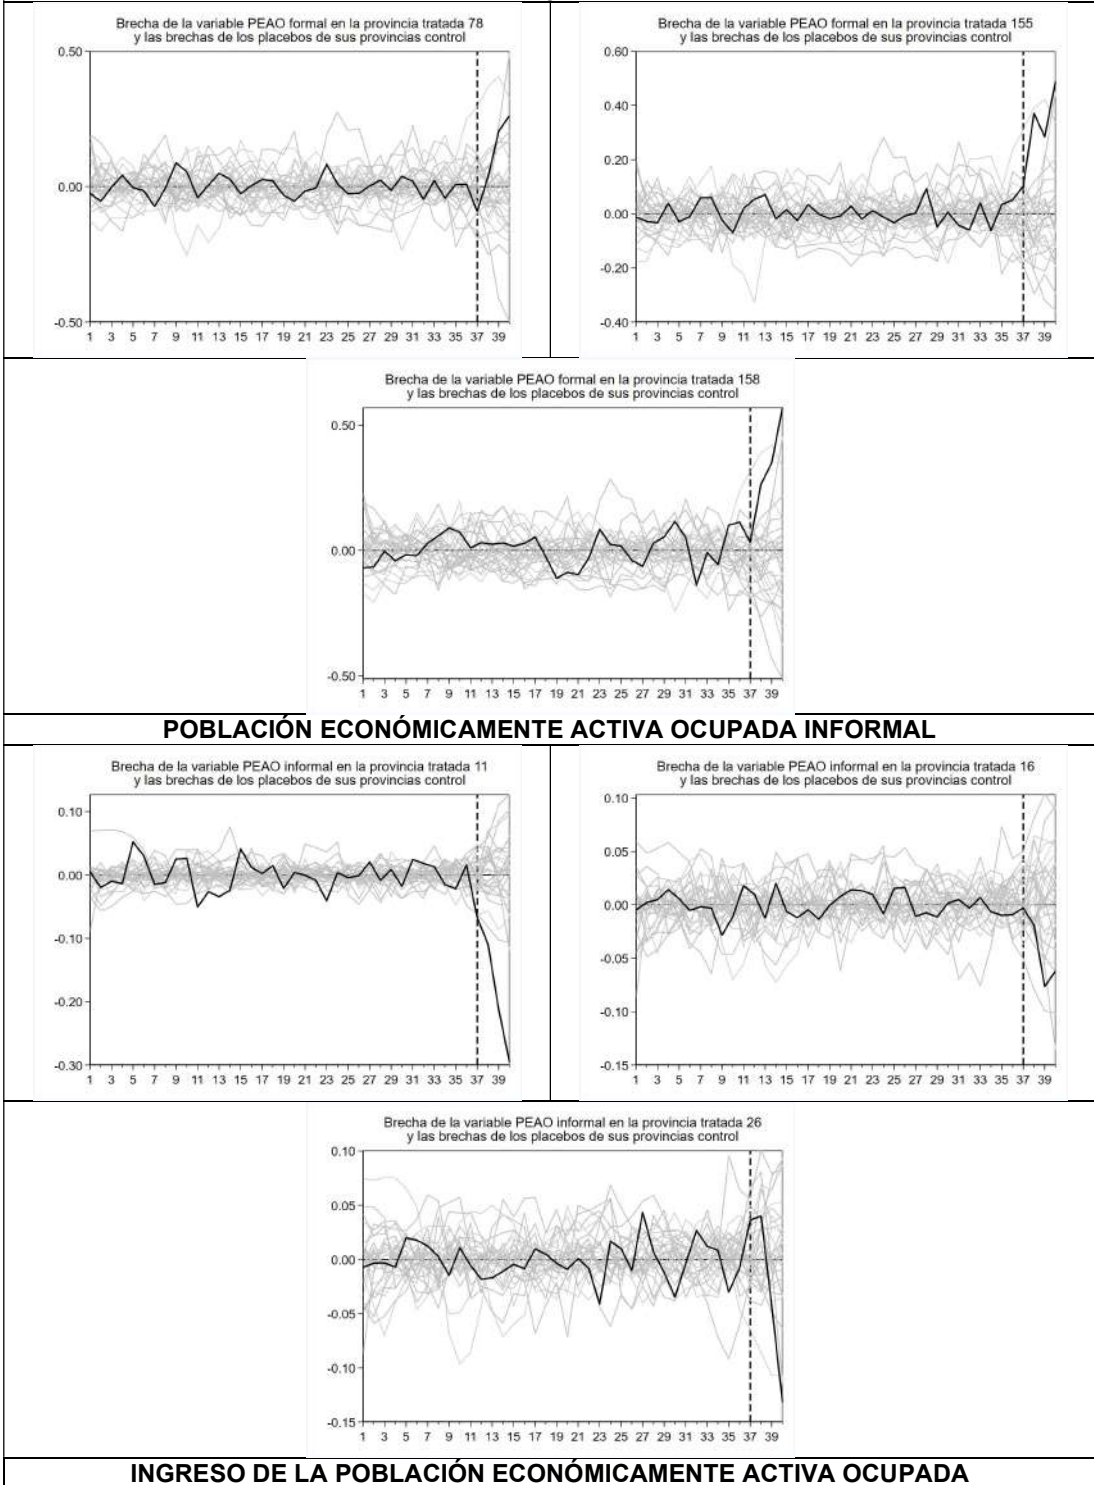 Brecha de la variable PEAO formal en la provincia tratada 78
y las brechas de los placebos de sus provincias control
0.50
0.00
-0.50
1 3 5 7 9 11 13 15 17 19 21 23 25 27 29 31 33 35 37 39
Brecha de la variable PEAO formal en la provincia tratada 155
y las brechas de los placebos de sus provincias control
0.60
0.40
0.20
0.00
-0.20
-0.40
1 3 5 7 9 11 13 15 17 19 21 23 25 27 29 31 33 35 37 39
Brecha de la variable PEAO formal en la provincia tratada 158
y las brechas de los placebos de sus provincias control
0.50
0.00
-0.50
1 3 5 7 9 11 13 15 17 19 21 23 25 27 29 31 33 35 37 39
POBLACIÓN ECONÓMICAMENTE ACTIVA OCUPADA INFORMAL
Brecha de la variable PEAO informal en la provincia tratada 11
y las brechas de los placebos de sus provincias control
0.10
0.00
-0.10
-0.20
-0.30
1 3 5 7 9 11 13 15 17 19 21 23 25 27 29 31 33 35 37 39
Brecha de la variable PEAO informal en la provincia tratada 16
y las brechas de los placebos de sus provincias control
0.10
0.05
0.00
-0.05
-0.10
-0.15
1 3 5 7 9 11 13 15 17 19 21 23 25 27 29 31 33 35 37 39
Brecha de la variable PEAO informal en la provincia tratada 26
y las brechas de los placebos de sus provincias control
0.10
0.05
0.00
-0.05
-0.10
-0.15
1 3 5 7 9 11 13 15 17 19 21 23 25 27 29 31 33 35 37 39
INGRESO DE LA POBLACIÓN ECONÓMICAMENTE ACTIVA OCUPADA